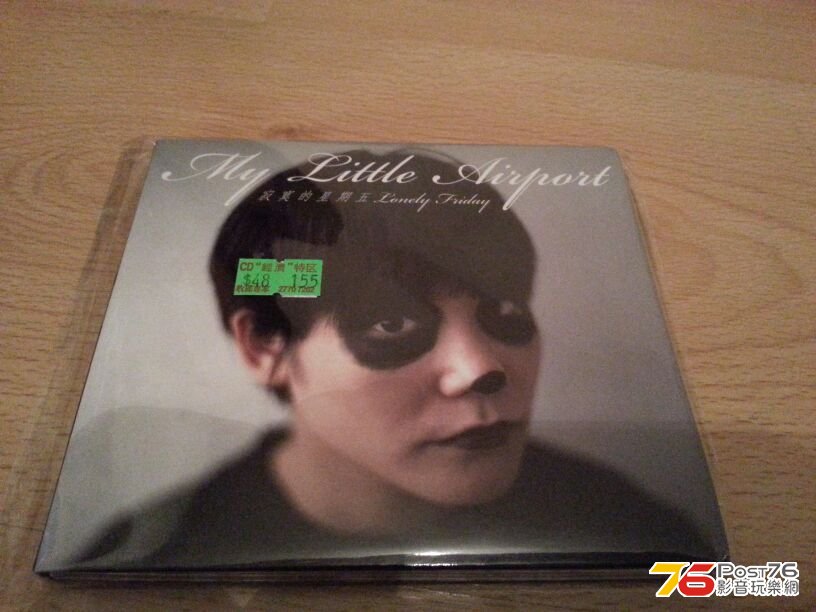 My Little Airport
寂寞的星期五 Lonely Friday
CD"經濟"特区
$48 155
76 Post76
影音玩樂網